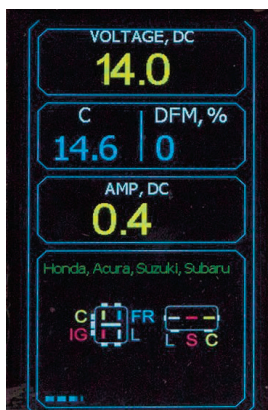 VOLTAGE, DC
14.0
C DFM, %
14.6 0
AMP, DC
0.4
Honda, Acura, Suzuki, Subaru
C FR
IG L
L S C